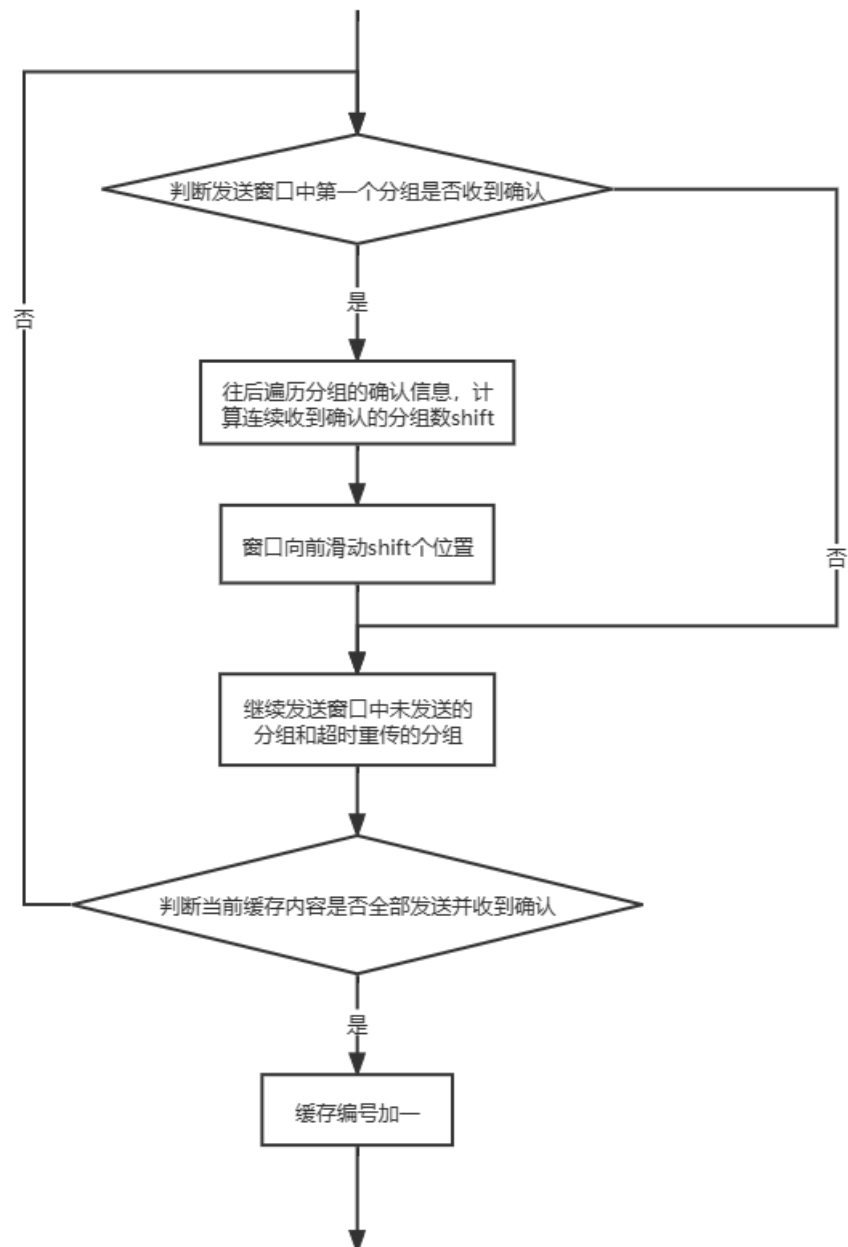 判断发送窗口中第一个分组是否收到确认
是
否
往后遍历分组的确认信息，计
算连续收到确认的分组数shift
窗口向前滑动shift个位置
否
继续发送窗口中未发送的
分组和超时重传的分组
判断当前缓存内容是否全部发送并收到确认
是
缓存编号加一